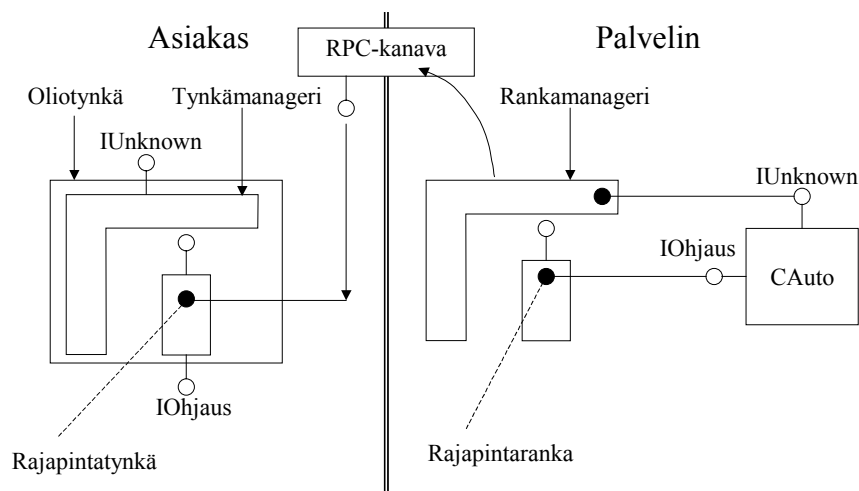 Asiakas
RPC-kanava
Palvelin
Oliotynkä
Tynkämanageri
Rankamanageri
IUnknown
IUnknown
IOhjaus
CAuto
IOhjaus
Rajapintatynkä
Rajapintaranka